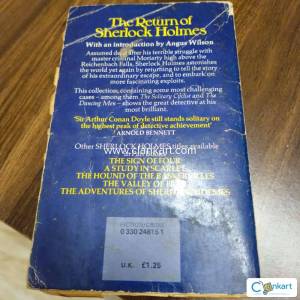 The Return of
Sherlock Holmes
With an introduction by Angus Wilson
Assumed dead after his terrible struggle with
master criminal Moriarty high above the
Reichenbach Falls, Sherlock Holmes astonishes
the world yet again by returning to tell the story
of his extraordinary escape, and to embark on
more fascinating exploits.
This collection, containing some most challenging
cases – among them The Solitary Cyclist and The
Dancing Men – shows the great detective at his
most brilliant.
'Sir Arthur Conan Doyle still stands solitary on
the highest peak of detective achievement'
ARNOLD BENNETT
Other SHERLOCK HOLMES titles available
www.clankart.com
THE SIGN OF FOUR
A STUDY IN SCARLET
THE HOUND OF THE BASKERVILLES
THE VALLEY OF FEAR
THE ADVENTURES OF SHERLOCK HOLMES
FICTION/CRIME
0 330 24815 1
U.K. £1.25
Clankart